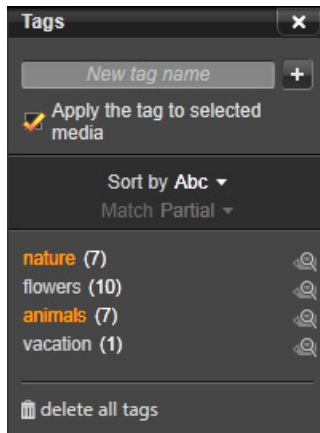 Tags
New tag name
Apply the tag to selected
media
Sort by Abc
Match Partial
nature (7)
flowers (10)
animals (7)
vacation (1)
delete all tags